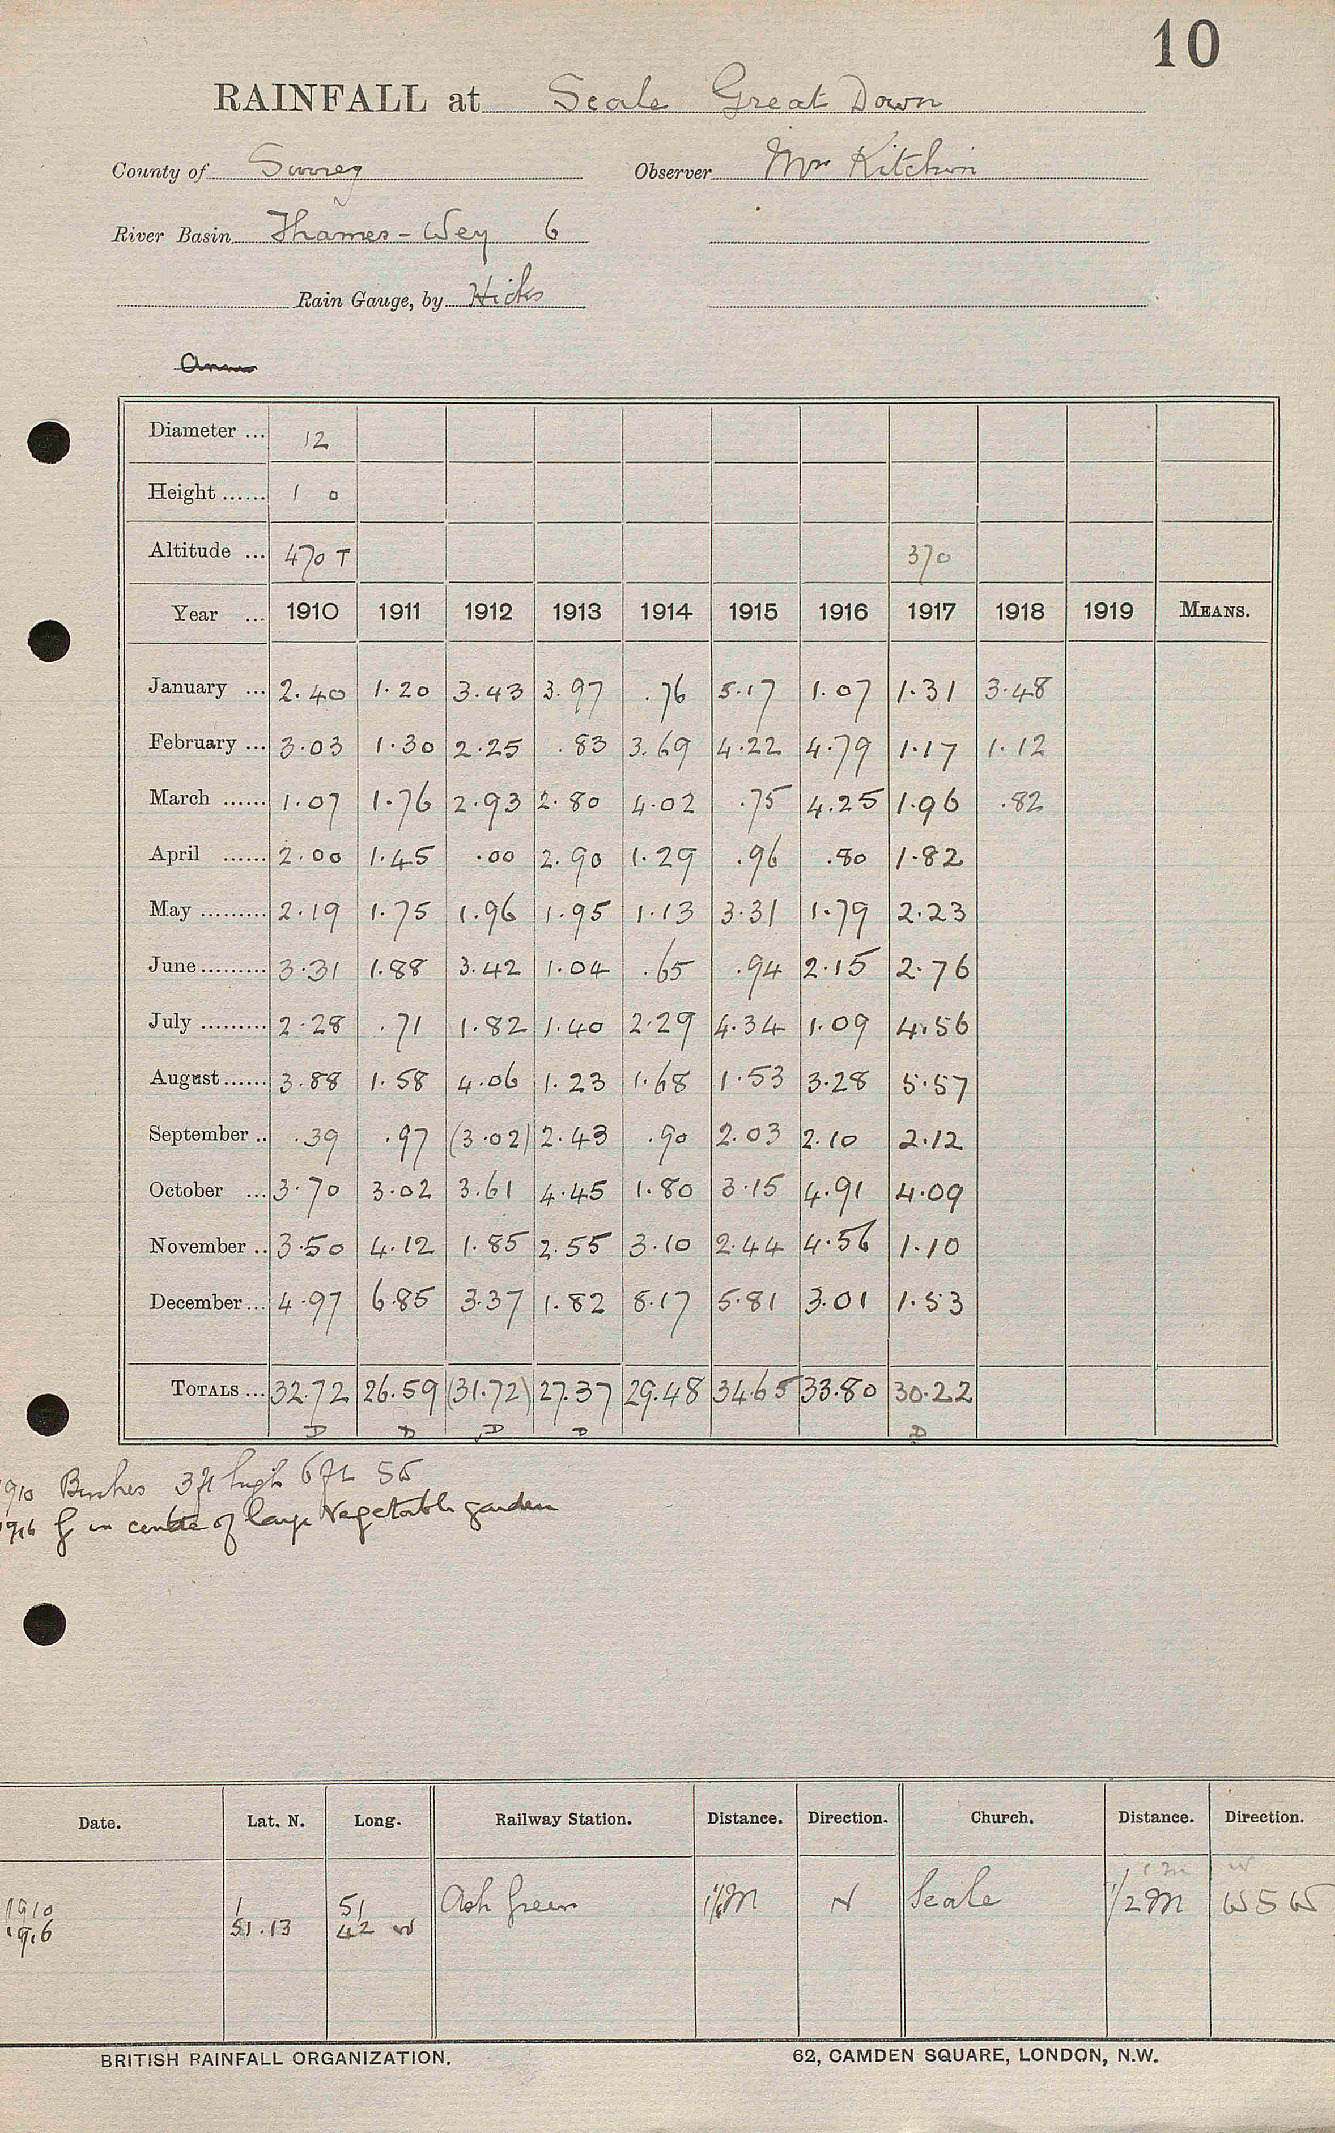 10
RAINFALL at Seale Great Down
County of Surrey Observer Mr Kitchin
River Basin Thames - Wey 6
Rain Gauge, by Hicks
Diameter ... 12
Height ...... 1 0
Altitude ... 470 T 370
Year ... 1910 1911 1912 1913 1914 1915 1916 1917 1918 1919 MEANS.
January ... 2.40 1.20 3.43 3.97 .76 5.17 1.07 1.31 3.48
February ... 3.03 1.30 2.25 .83 3.69 4.22 4.79 1.17 1.12
March ...... 1.07 1.76 2.93 2.80 4.02 .75 4.25 1.96 .82
April ...... 2.00 1.45 .00 2.90 1.29 .96 .80 1.82
May ......... 2.19 1.75 1.96 1.95 1.13 3.31 1.79 2.23
June......... 3.31 1.88 3.42 1.04 .65 .94 2.15 2.76
July ......... 2.28 .71 1.82 1.40 2.29 4.34 1.09 4.56
August...... 3.88 1.58 4.06 1.23 1.68 1.53 3.28 5.57
September .. .39 .97 (3.02) 2.43 .90 2.03 2.10 2.12
October ... 3.70 3.02 3.61 4.45 1.80 3.15 4.91 4.09
November .. 3.50 4.12 1.85 2.55 3.10 2.44 4.56 1.10
December... 4.97 6.85 3.37 1.82 8.17 5.81 3.01 1.53
TOTALS ... 32.72 26.59 (31.72) 27.37 29.48 34.65 33.80 30.22
D D D D D
1910 Bushes 3ft high 6ft SW
1916 G in centre of large vegetable garden
Date. Lat. N. Long. Railway Station. Distance. Direction. Church. Distance. Direction.
1 m W
1910 1 51 Ash Green M N Seale 1/2 M WSW
1916 51.13 42 W
BRITISH RAINFALL ORGANIZATION. 62, CAMDEN SQUARE, LONDON, N.W.